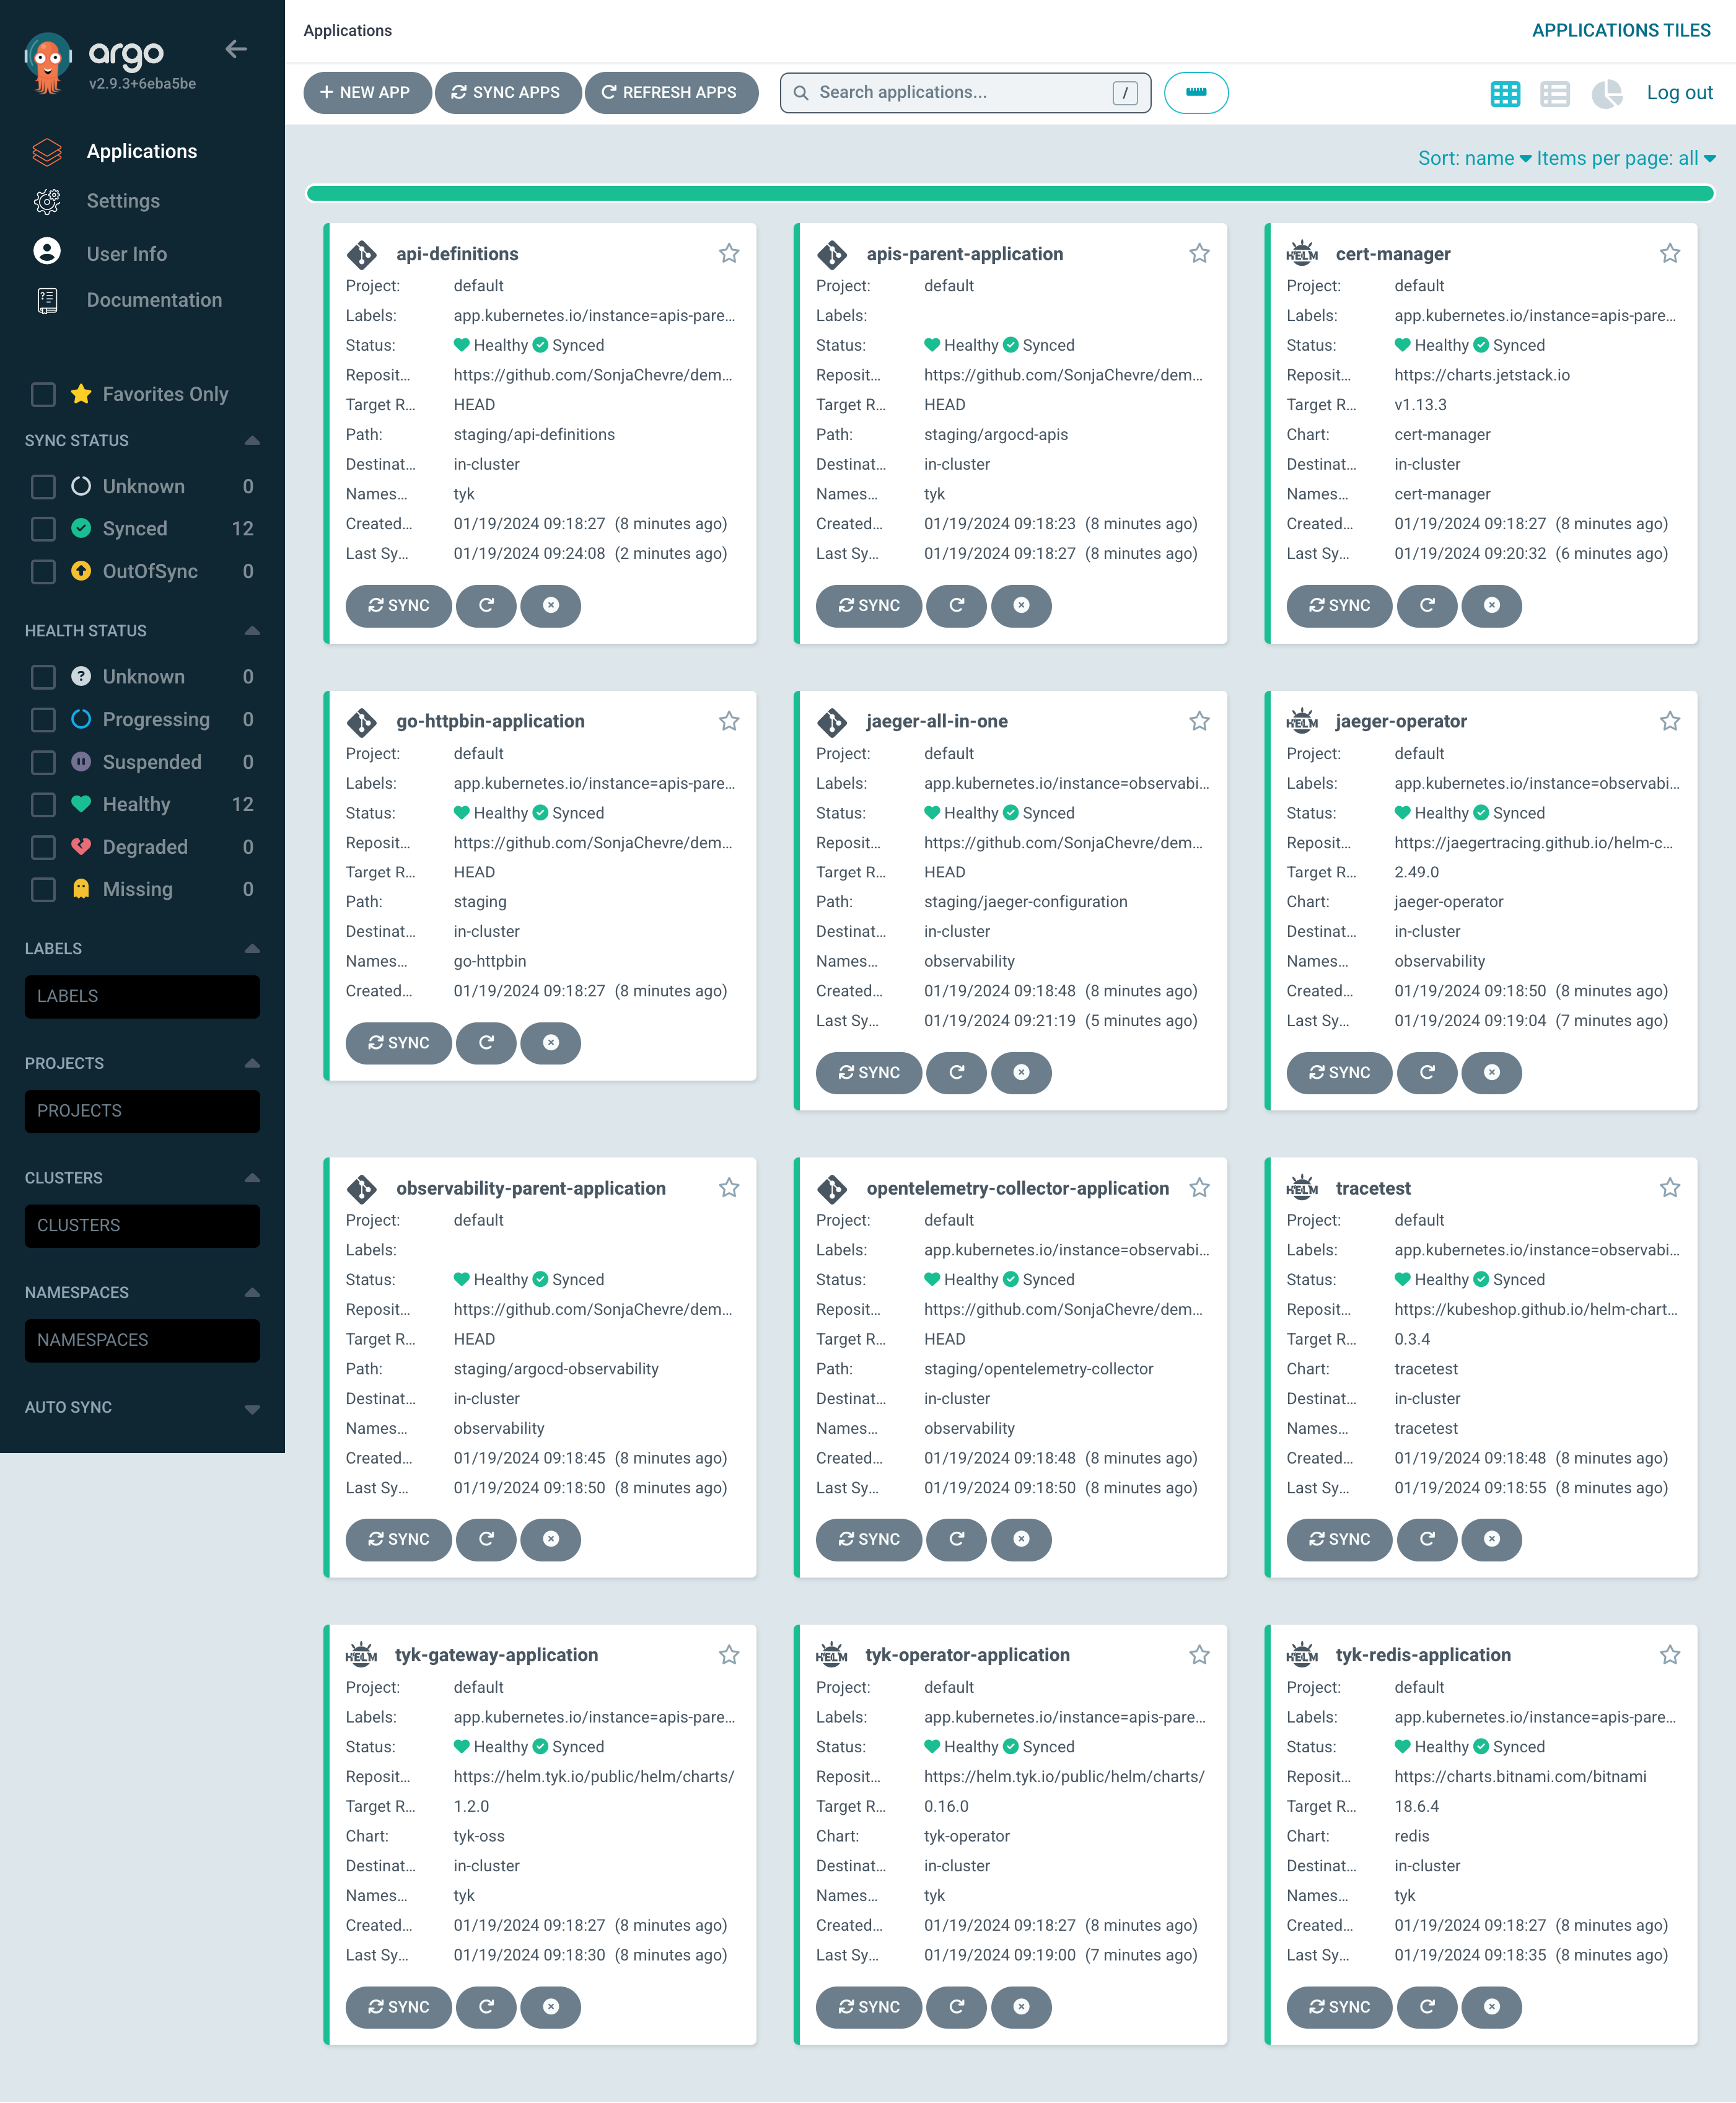 argo
v2.9.3+6eba5be
Applications
Settings
User Info
Documentation
Favorites Only
SYNC STATUS
Unknown 0
Synced 12
OutOfSync 0
HEALTH STATUS
Unknown 0
Progressing 0
Suspended 0
Healthy 12
Degraded 0
Missing 0
LABELS
LABELS
PROJECTS
PROJECTS
CLUSTERS
CLUSTERS
NAMESPACES
NAMESPACES
AUTO SYNC
Applications
APPLICATIONS TILES
NEW APP
SYNC APPS
REFRESH APPS
Search applications... /
Log out
Sort: name Items per page: all
api-definitions
Project: default
Labels: app.kubernetes.io/instance=apis-pare...
Status: Healthy Synced
Reposit... https://github.com/SonjaChevre/dem...
Target R... HEAD
Path: staging/api-definitions
Destinat... in-cluster
Names... tyk
Created... 01/19/2024 09:18:27 (8 minutes ago)
Last Sy... 01/19/2024 09:24:08 (2 minutes ago)
SYNC
apis-parent-application
Project: default
Labels:
Status: Healthy Synced
Reposit... https://github.com/SonjaChevre/dem...
Target R... HEAD
Path: staging/argocd-apis
Destinat... in-cluster
Names... tyk
Created... 01/19/2024 09:18:23 (8 minutes ago)
Last Sy... 01/19/2024 09:18:27 (8 minutes ago)
SYNC
HELM
cert-manager
Project: default
Labels: app.kubernetes.io/instance=apis-pare...
Status: Healthy Synced
Reposit... https://charts.jetstack.io
Target R... v1.13.3
Chart: cert-manager
Destinat... in-cluster
Names... cert-manager
Created... 01/19/2024 09:18:27 (8 minutes ago)
Last Sy... 01/19/2024 09:20:32 (6 minutes ago)
SYNC
go-httpbin-application
Project: default
Labels: app.kubernetes.io/instance=apis-pare...
Status: Healthy Synced
Reposit... https://github.com/SonjaChevre/dem...
Target R... HEAD
Path: staging
Destinat... in-cluster
Names... go-httpbin
Created... 01/19/2024 09:18:27 (8 minutes ago)
SYNC
jaeger-all-in-one
Project: default
Labels: app.kubernetes.io/instance=observabi...
Status: Healthy Synced
Reposit... https://github.com/SonjaChevre/dem...
Target R... HEAD
Path: staging/jaeger-configuration
Destinat... in-cluster
Names... observability
Created... 01/19/2024 09:18:48 (8 minutes ago)
Last Sy... 01/19/2024 09:21:19 (5 minutes ago)
SYNC
HELM
jaeger-operator
Project: default
Labels: app.kubernetes.io/instance=observabi...
Status: Healthy Synced
Reposit... https://jaegertracing.github.io/helm-c...
Target R... 2.49.0
Chart: jaeger-operator
Destinat... in-cluster
Names... observability
Created... 01/19/2024 09:18:50 (8 minutes ago)
Last Sy... 01/19/2024 09:19:04 (7 minutes ago)
SYNC
observability-parent-application
Project: default
Labels:
Status: Healthy Synced
Reposit... https://github.com/SonjaChevre/dem...
Target R... HEAD
Path: staging/argocd-observability
Destinat... in-cluster
Names... observability
Created... 01/19/2024 09:18:45 (8 minutes ago)
Last Sy... 01/19/2024 09:18:50 (8 minutes ago)
SYNC
opentelemetry-collector-application
Project: default
Labels: app.kubernetes.io/instance=observabi...
Status: Healthy Synced
Reposit... https://github.com/SonjaChevre/dem...
Target R... HEAD
Path: staging/opentelemetry-collector
Destinat... in-cluster
Names... observability
Created... 01/19/2024 09:18:48 (8 minutes ago)
Last Sy... 01/19/2024 09:18:50 (8 minutes ago)
SYNC
HELM
tracetest
Project: default
Labels: app.kubernetes.io/instance=observabi...
Status: Healthy Synced
Reposit... https://kubeshop.github.io/helm-chart...
Target R... 0.3.4
Chart: tracetest
Destinat... in-cluster
Names... tracetest
Created... 01/19/2024 09:18:48 (8 minutes ago)
Last Sy... 01/19/2024 09:18:55 (8 minutes ago)
SYNC
HELM
tyk-gateway-application
Project: default
Labels: app.kubernetes.io/instance=apis-pare...
Status: Healthy Synced
Reposit... https://helm.tyk.io/public/helm/charts/
Target R... 1.2.0
Chart: tyk-oss
Destinat... in-cluster
Names... tyk
Created... 01/19/2024 09:18:27 (8 minutes ago)
Last Sy... 01/19/2024 09:18:30 (8 minutes ago)
SYNC
HELM
tyk-operator-application
Project: default
Labels: app.kubernetes.io/instance=apis-pare...
Status: Healthy Synced
Reposit... https://helm.tyk.io/public/helm/charts/
Target R... 0.16.0
Chart: tyk-operator
Destinat... in-cluster
Names... tyk
Created... 01/19/2024 09:18:27 (8 minutes ago)
Last Sy... 01/19/2024 09:19:00 (7 minutes ago)
SYNC
HELM
tyk-redis-application
Project: default
Labels: app.kubernetes.io/instance=apis-pare...
Status: Healthy Synced
Reposit... https://charts.bitnami.com/bitnami
Target R... 18.6.4
Chart: redis
Destinat... in-cluster
Names... tyk
Created... 01/19/2024 09:18:27 (8 minutes ago)
Last Sy... 01/19/2024 09:18:35 (8 minutes ago)
SYNC